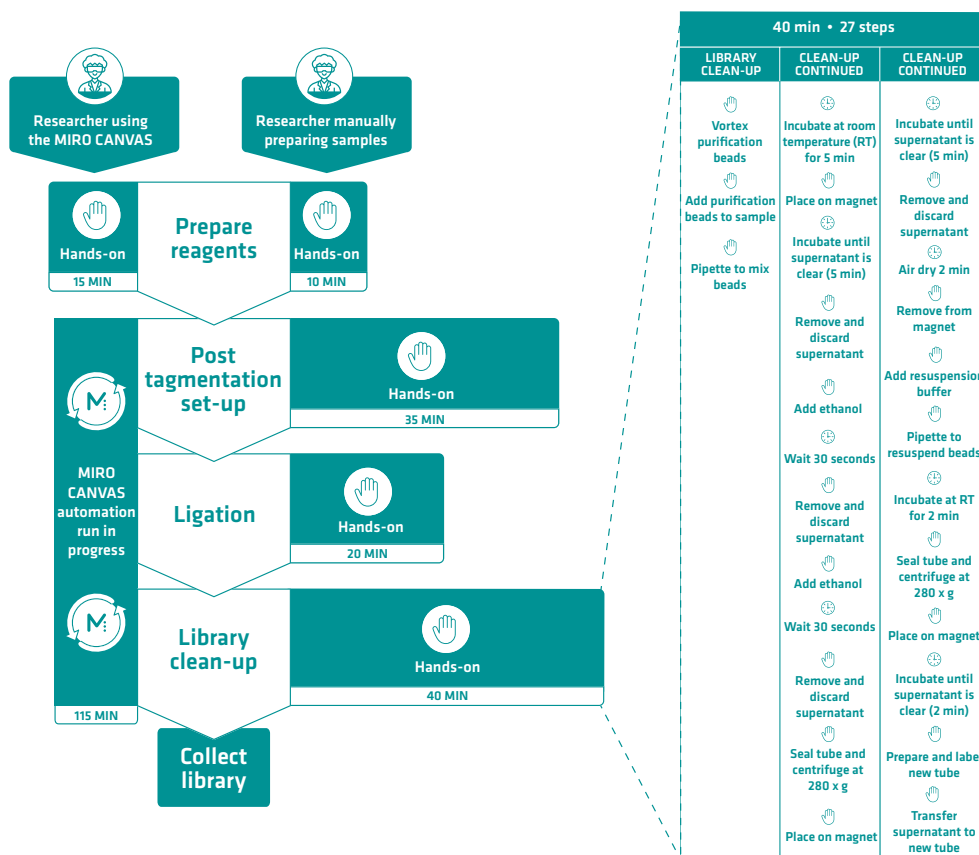 Researcher using
the MIRO CANVAS
Researcher manually
preparing samples
Hands-on
15 MIN
Prepare
reagents
Hands-on
10 MIN
Post
tagmentation
set-up
Hands-on
35 MIN
MIRO
CANVAS
automation
run in
progress
Ligation
Hands-on
20 MIN
Library
clean-up
Hands-on
40 MIN
115 MIN
Collect
library
40 min • 27 steps
LIBRARY
CLEAN-UP
Vortex
purification
beads
Add purification
beads to sample
Pipette to mix
beads
CLEAN-UP
CONTINUED
Incubate at room
temperature (RT)
for 5 min
Place on magnet
Incubate until
supernatant is
clear (5 min)
Remove and
discard
supernatant
Add ethanol
Wait 30 seconds
Remove and
discard
supernatant
Add ethanol
Wait 30 seconds
Remove and
discard
supernatant
Seal tube and
centrifuge at
280 x g
Place on magnet
CLEAN-UP
CONTINUED
Incubate until
supernatant is
clear (5 min)
Remove and
discard
supernatant
Air dry 2 min
Remove from
magnet
Add resuspension
buffer
Pipette to
resuspend beads
Incubate at RT
for 2 min
Seal tube and
centrifuge at
280 x g
Place on magnet
Incubate until
supernatant is
clear (2 min)
Prepare and labe
new tube
Transfer
supernatant to
new tube